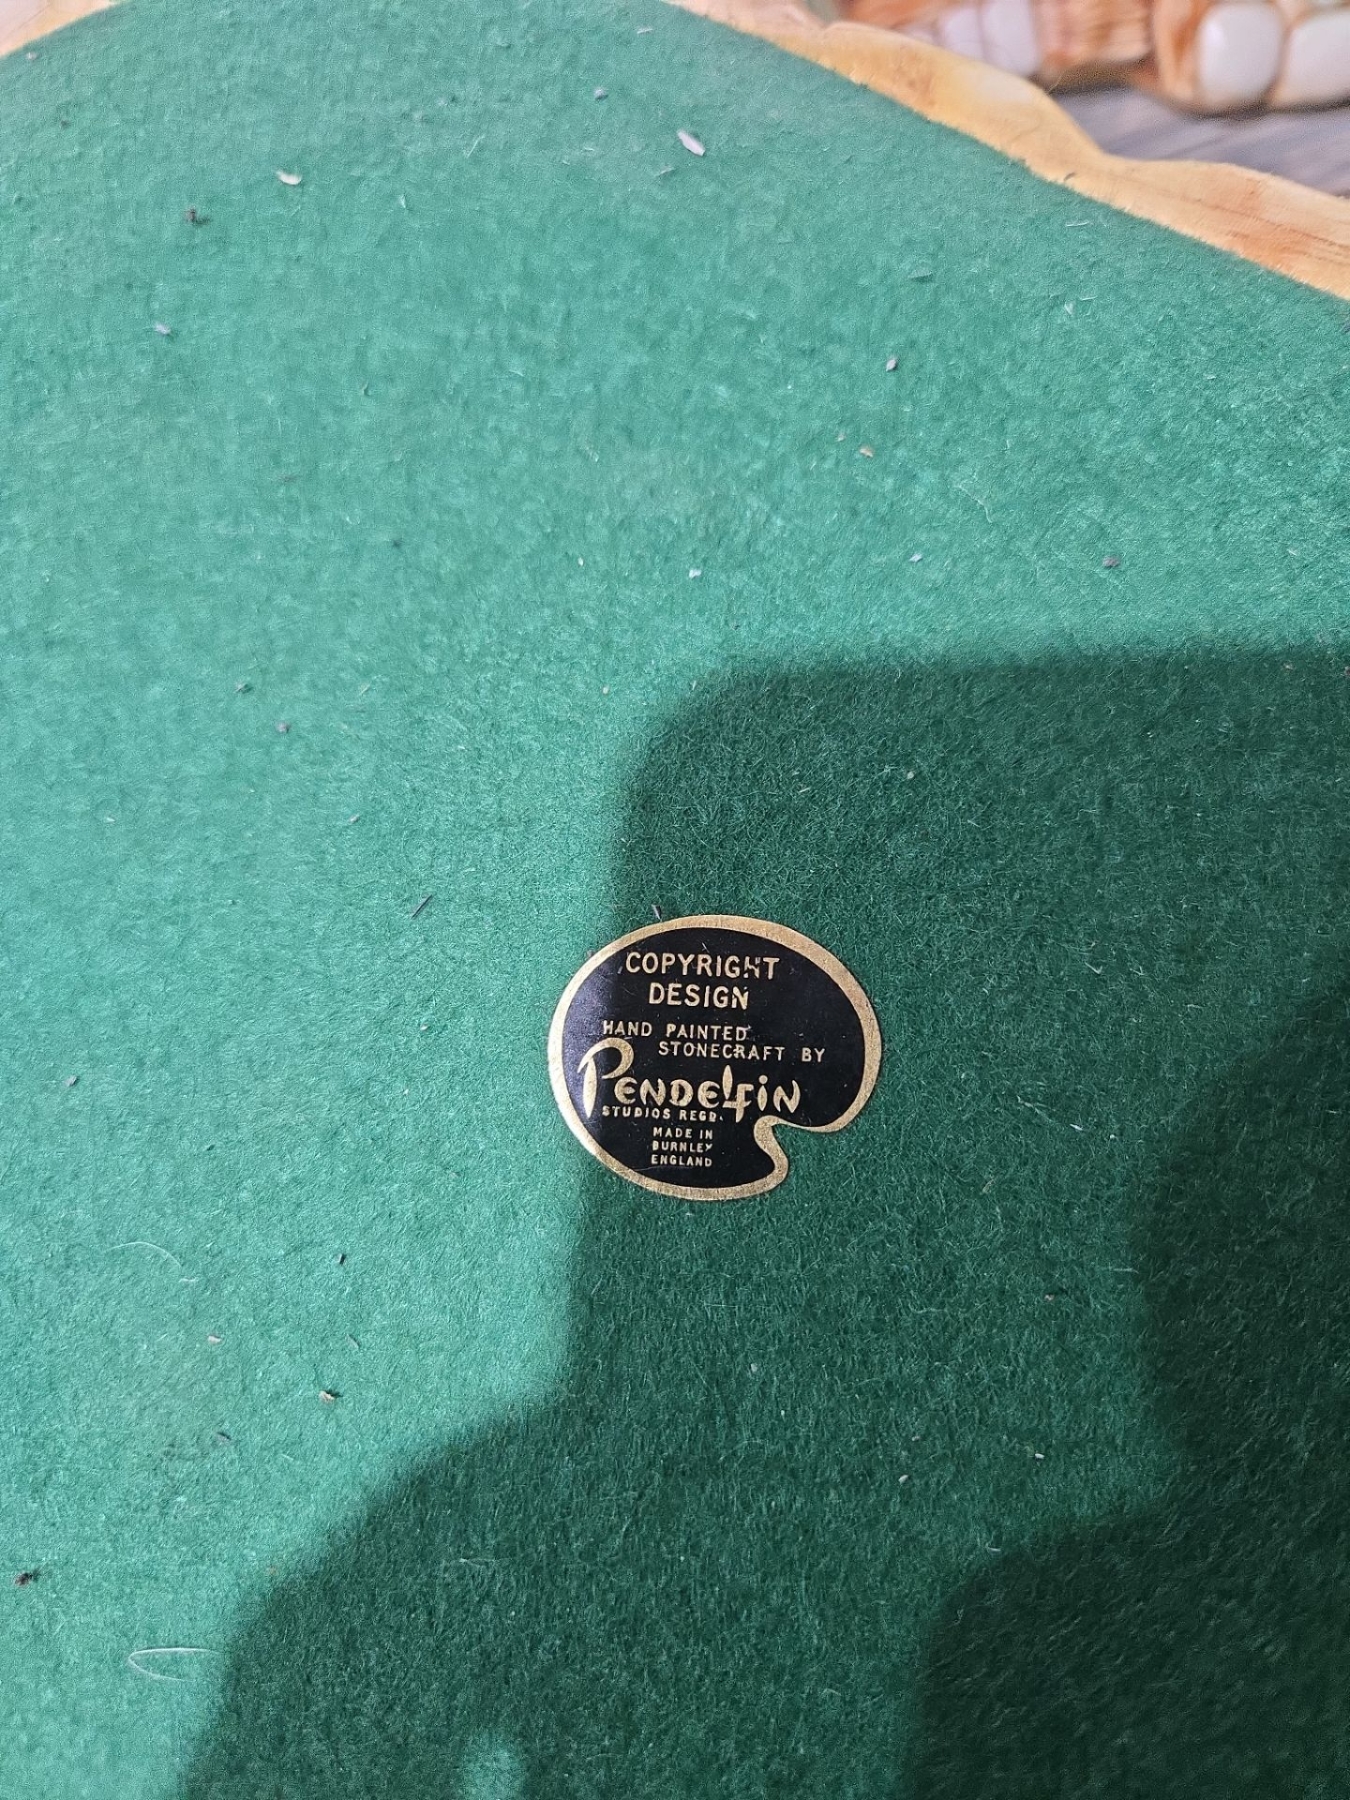 COPYRIGHT
DESIGN
HAND PAINTED
STONECRAFT BY
PENDELFIN
STUDIOS REGD.
MADE IN
BURNLEY
ENGLAND